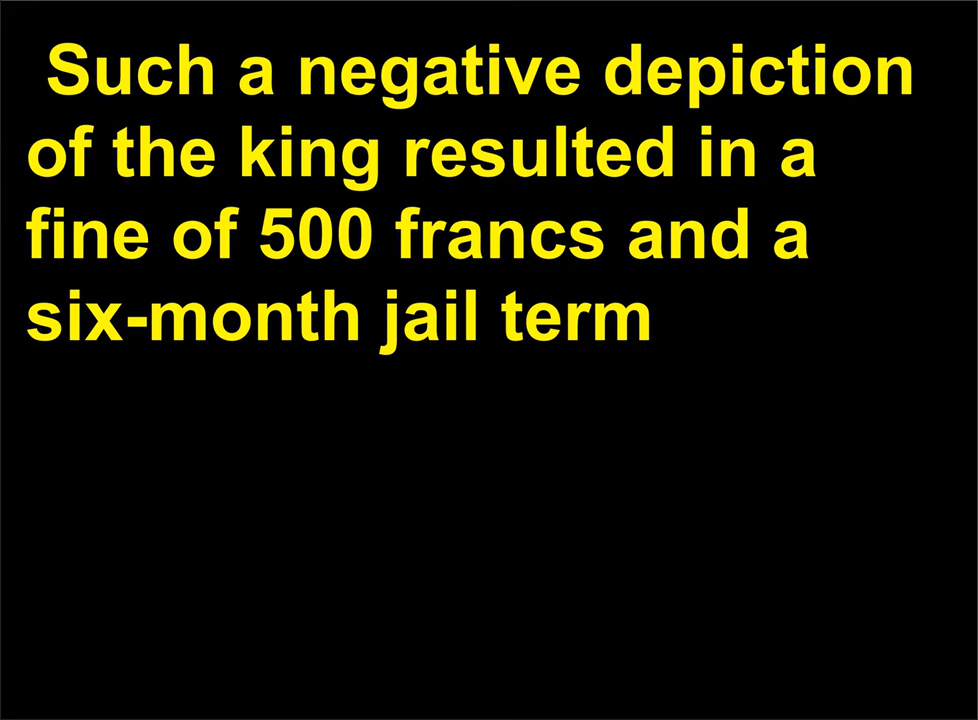 Such a negative depiction
of the king resulted in a
fine of 500 francs and a
six-month jail term